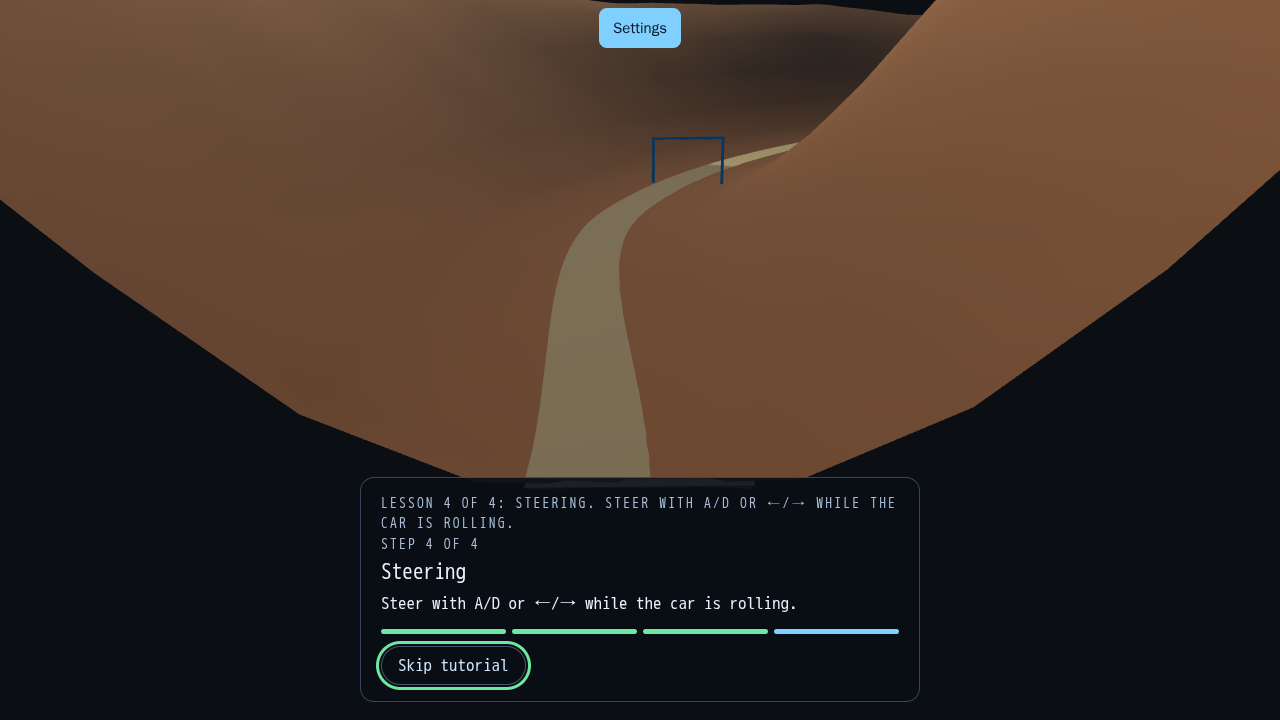 Settings
LESSON 4 OF 4: STEERING. STEER WITH A/D OR ←/→ WHILE THE
CAR IS ROLLING.
STEP 4 OF 4
Steering
Steer with A/D or ←/→ while the car is rolling.
Skip tutorial